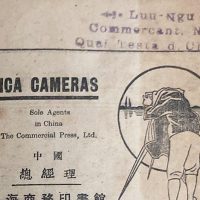 Luu-Ngu
Commercant, N
Quai Testa d C
ICA CAMERAS
Sole Agents
in China
The Commercial Press, Ltd.
中國
總經理
海商務印書館